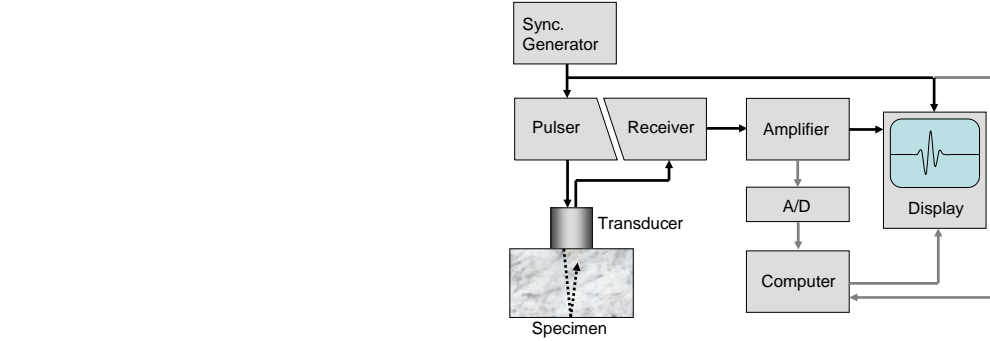 Sync.
Generator
Pulser
Receiver
Amplifier
Transducer
A/D
Display
Computer
Specimen